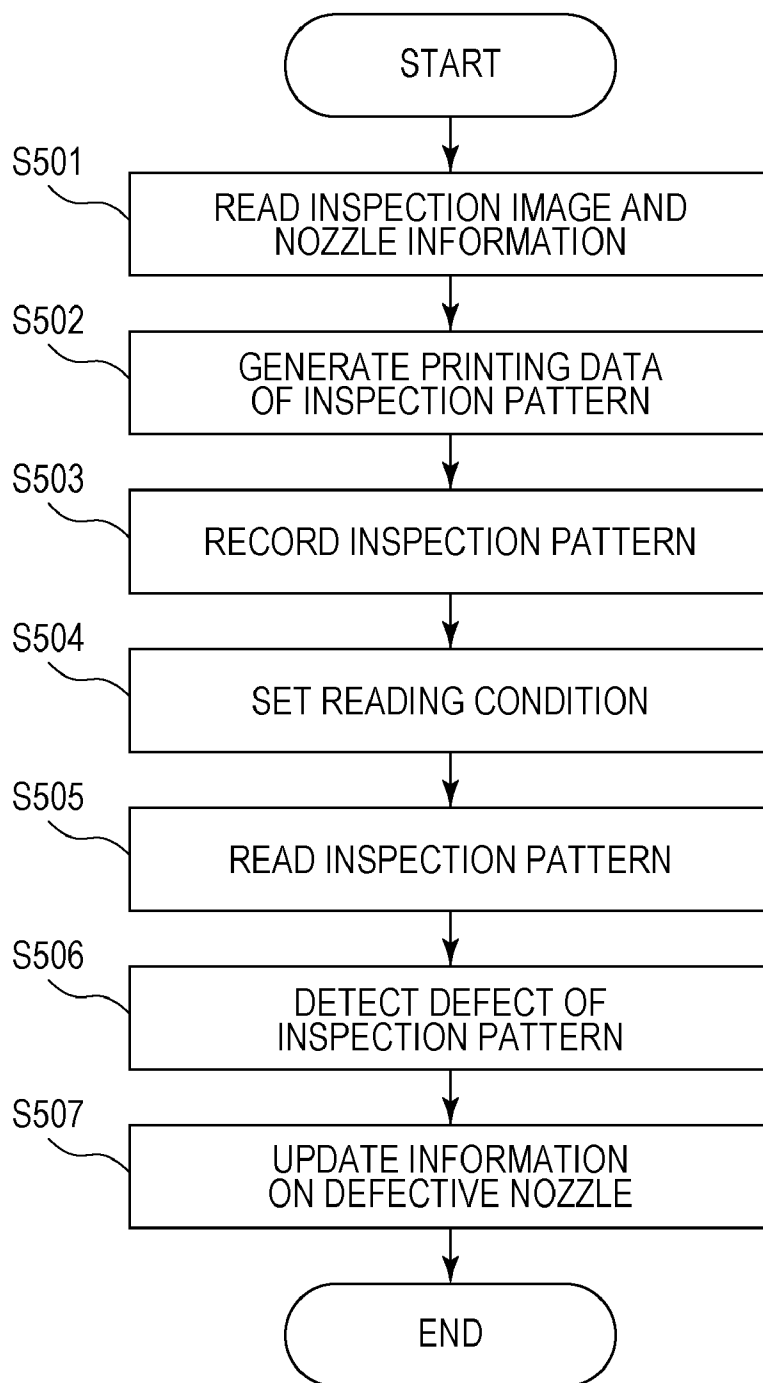 START
S501
READ INSPECTION IMAGE AND
NOZZLE INFORMATION
S502
GENERATE PRINTING DATA
OF INSPECTION PATTERN
S503
RECORD INSPECTION PATTERN
S504
SET READING CONDITION
S505
READ INSPECTION PATTERN
S506
DETECT DEFECT OF
INSPECTION PATTERN
S507
UPDATE INFORMATION
ON DEFECTIVE NOZZLE
END